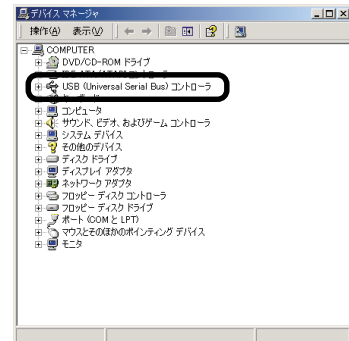 デバイス マネージャ
操作(A) 表示(V)
COMPUTER
DVD/CD-ROM ドライブ
USB (Universal Serial Bus) コントローラ
コンピュータ
サウンド、ビデオ、およびゲーム コントローラ
システム デバイス
その他のデバイス
ディスク ドライブ
ディスプレイ アダプタ
ネットワーク アダプタ
フロッピー ディスク コントローラ
フロッピー ディスク ドライブ
ポート (COM と LPT)
マウスとそのほかのポインティング デバイス
モニタ